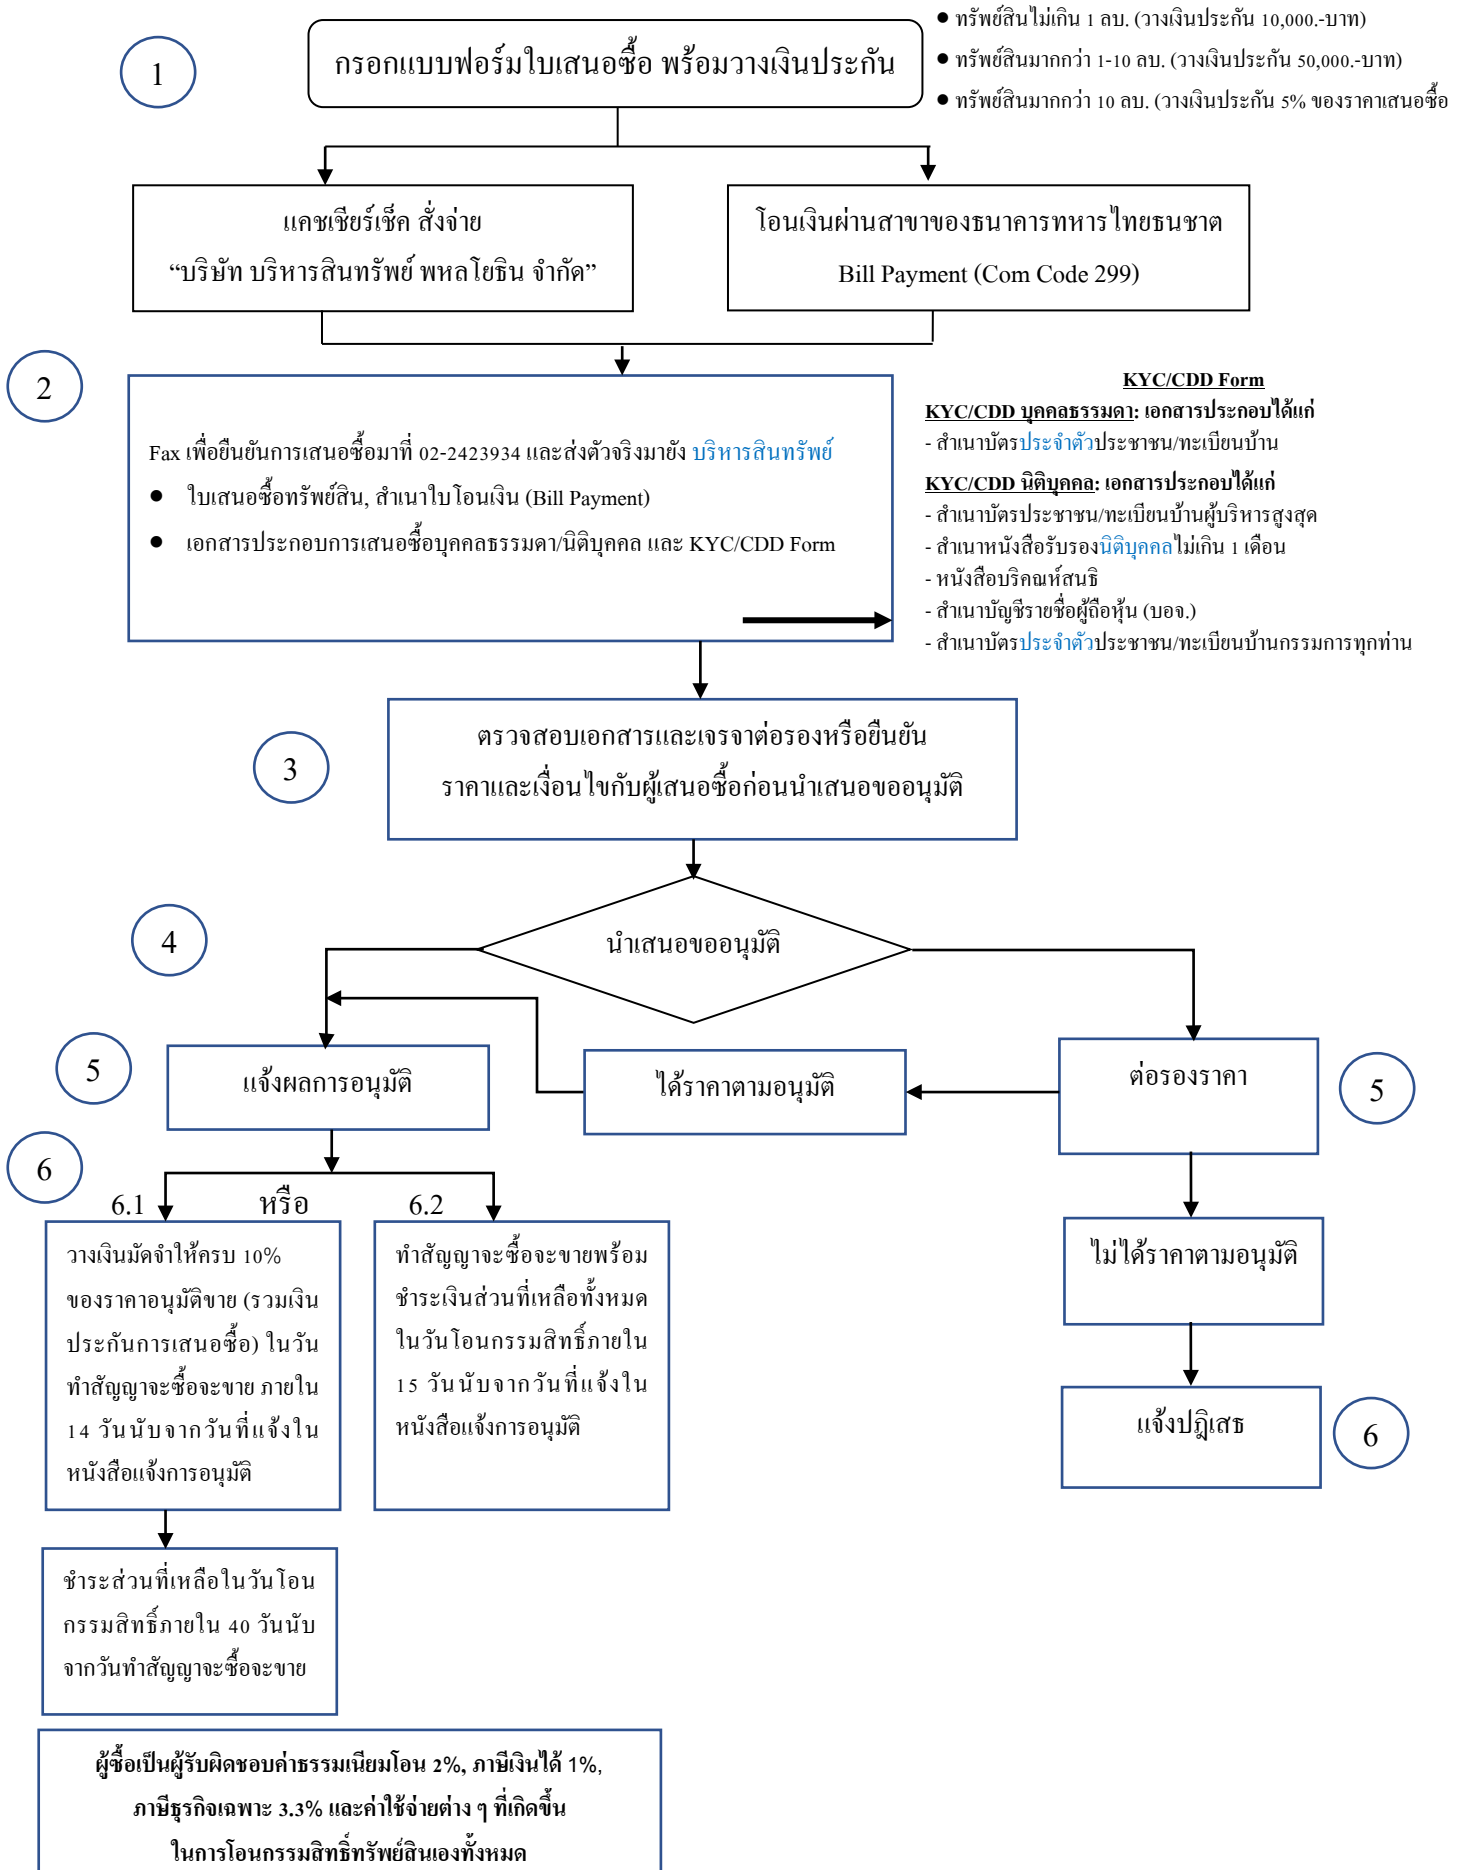 ● ทรัพย์สินไม่เกิน 1 ลบ. (วางเงินประกัน 10,000.-บาท)
● ทรัพย์สินมากกว่า 1-10 ลบ. (วางเงินประกัน 50,000.-บาท)
● ทรัพย์สินมากกว่า 10 ลบ. (วางเงินประกัน 5% ของราคาเสนอซื้อ
1
กรอกแบบฟอร์มใบเสนอซื้อ พร้อมวางเงินประกัน
แคชเชียร์เช็ค สั่งจ่าย
“บริษัท บริหารสินทรัพย์ พหลโยธิน จำกัด”
โอนเงินผ่านสาขาของธนาคารทหารไทยธนชาต
Bill Payment (Com Code 299)
2
Fax เพื่อยืนยันการเสนอซื้อมาที่ 02-2423934 และส่งตัวจริงมายัง บริหารสินทรัพย์
● ใบเสนอซื้อทรัพย์สิน, สำเนาใบโอนเงิน (Bill Payment)
● เอกสารประกอบการเสนอซื้อบุคคลธรรมดา/นิติบุคคล และ KYC/CDD Form
KYC/CDD Form
KYC/CDD บุคคลธรรมดา: เอกสารประกอบได้แก่
- สำเนาบัตรประจำตัวประชาชน/ทะเบียนบ้าน
KYC/CDD นิติบุคคล: เอกสารประกอบได้แก่
- สำเนาบัตรประชาชน/ทะเบียนบ้านผู้บริหารสูงสุด
- สำเนาหนังสือรับรองนิติบุคคลไม่เกิน 1 เดือน
- หนังสือบริคณห์สนธิ
- สำเนาบัญชีรายชื่อผู้ถือหุ้น (บอจ.)
- สำเนาบัตรประจำตัวประชาชน/ทะเบียนบ้านกรรมการทุกท่าน
3
ตรวจสอบเอกสารและเจรจาต่อรองหรือยืนยัน
ราคาและเงื่อนไขกับผู้เสนอซื้อก่อนนำเสนอขออนุมัติ
4
นำเสนอขออนุมัติ
5
แจ้งผลการอนุมัติ
ได้ราคาตามอนุมัติ
ต่อรองราคา
5
6
6.1
หรือ
6.2
วางเงินมัดจำให้ครบ 10%
ของราคาอนุมัติขาย (รวมเงิน
ประกันการเสนอซื้อ) ในวัน
ทำสัญญาจะซื้อจะขาย ภายใน
14 วันนับจากวันที่แจ้งใน
หนังสือแจ้งการอนุมัติ
ทำสัญญาจะซื้อจะขายพร้อม
ชำระเงินส่วนที่เหลือทั้งหมด
ในวันโอนกรรมสิทธิ์ภายใน
15 วันนับจากวันที่แจ้งใน
หนังสือแจ้งการอนุมัติ
ไม่ได้ราคาตามอนุมัติ
แจ้งปฎิเสธ
6
ชำระส่วนที่เหลือในวันโอน
กรรมสิทธิ์ภายใน 40 วันนับ
จากวันทำสัญญาจะซื้อจะขาย
ผู้ซื้อเป็นผู้รับผิดชอบค่าธรรมเนียมโอน 2%, ภาษีเงินได้ 1%,
ภาษีธุรกิจเฉพาะ 3.3% และค่าใช้จ่ายต่าง ๆ ที่เกิดขึ้น
ในการโอนกรรมสิทธิ์ทรัพย์สินเองทั้งหมด